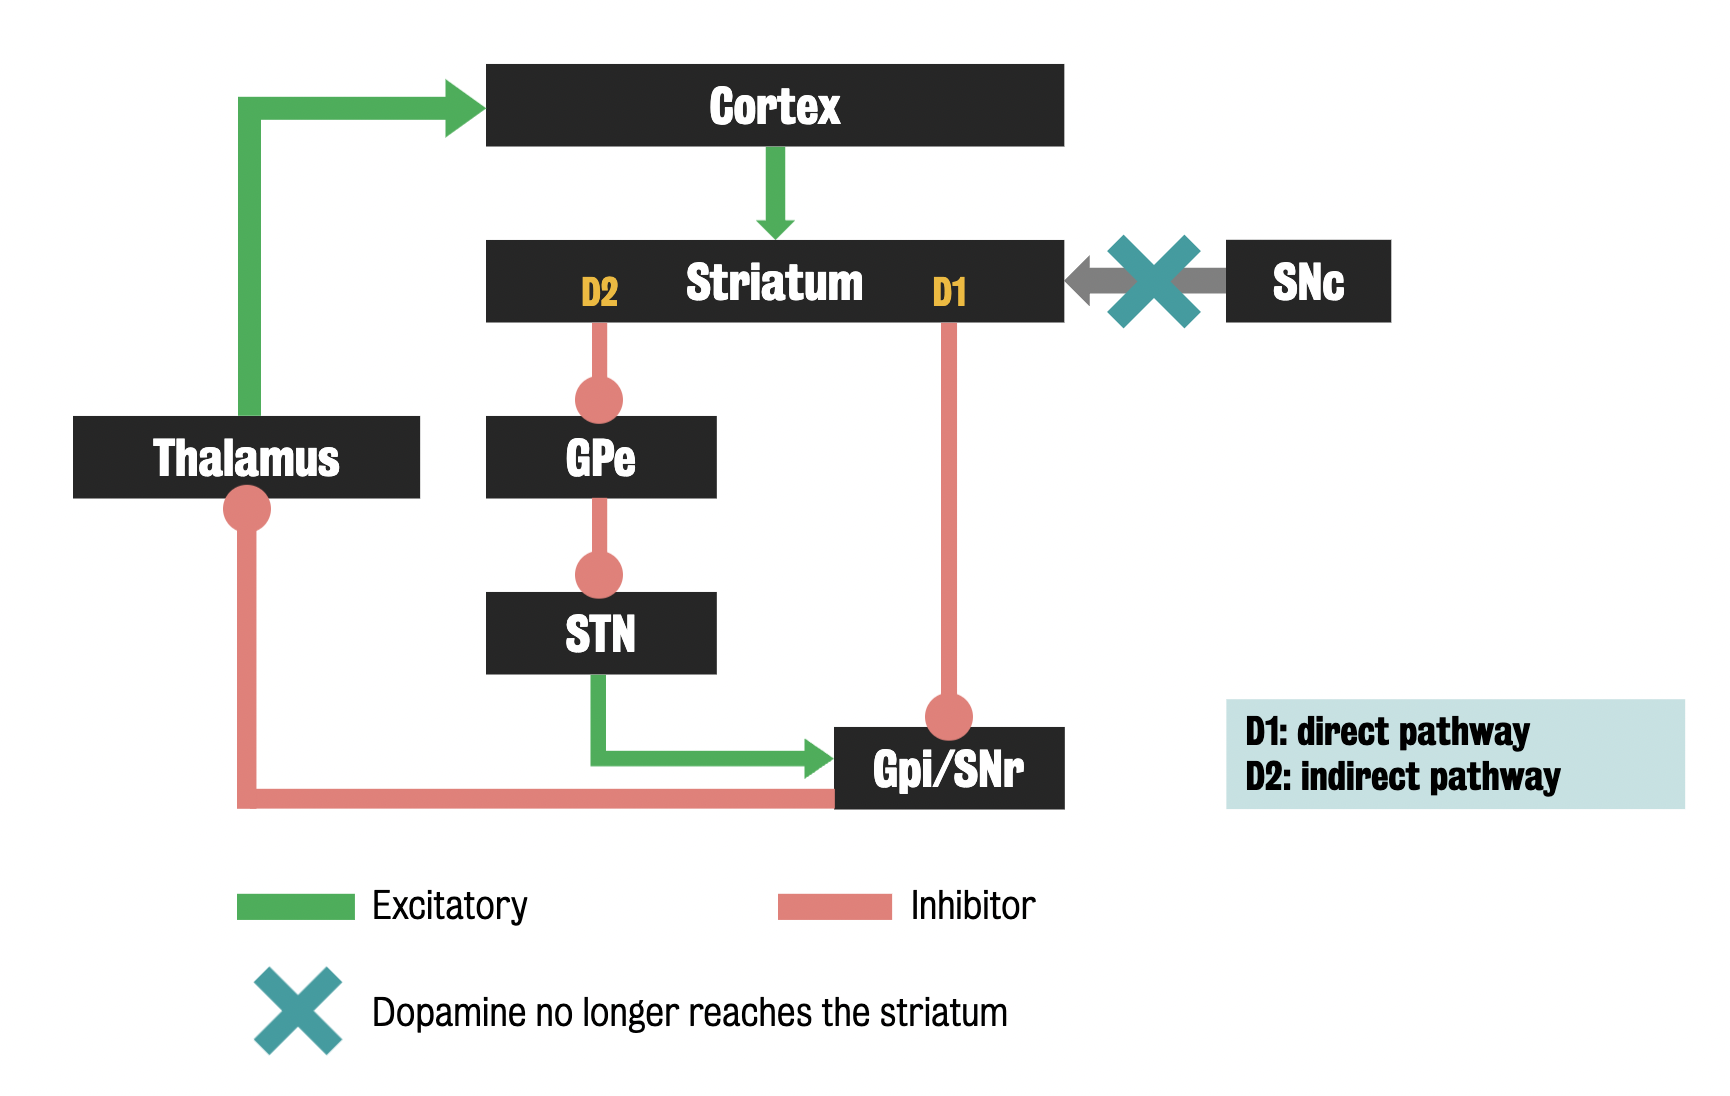 Cortex
D2 Striatum D1
SNc
Thalamus
GPe
STN
Gpi/SNr
D1: direct pathway
D2: indirect pathway
Excitatory
Inhibitor
Dopamine no longer reaches the striatum